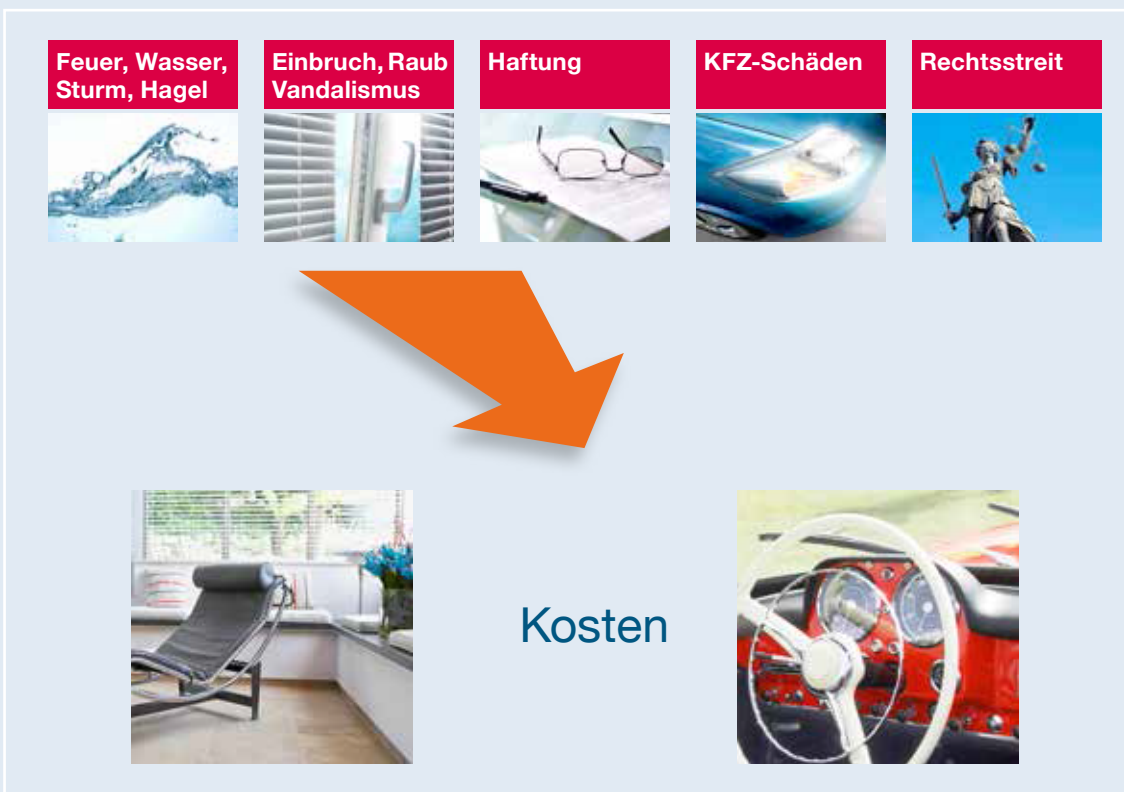 Feuer, Wasser,
Sturm, Hagel
Einbruch, Raub
Vandalismus
Haftung
KFZ-Schäden
Rechtsstreit
Kosten